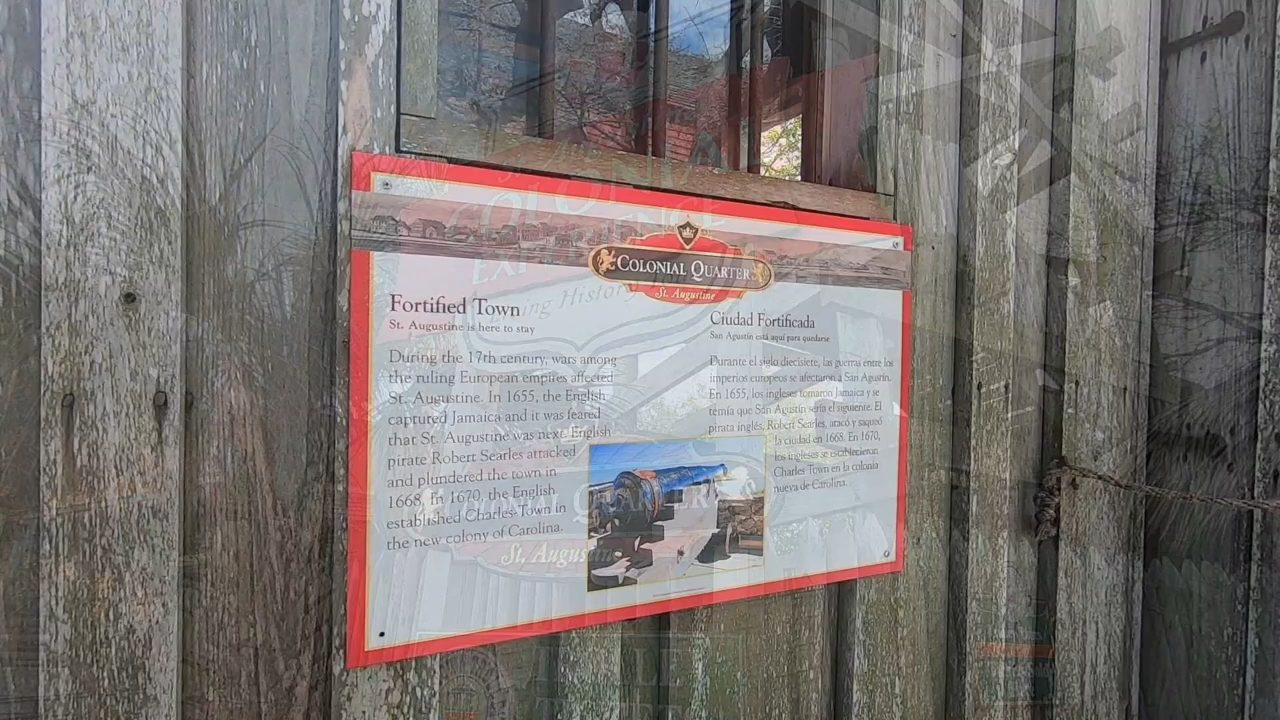 COLONIAL QUARTER
St. Augustine
Fortified Town
St. Augustine is here to stay
During the 17th century, wars among
the ruling European empires affected
St. Augustine. In 1655, the English
captured Jamaica and it was feared
that St. Augustine was next. English
pirate Robert Searles attacked
and plundered the town in
1668. In 1670, the English
established Charles Town in
the new colony of Carolina.
Ciudad Fortificada
San Agustín está aquí para quedarse
Durante el siglo diecisiete, las guerras entre los
imperios europeos se afectaron a San Agustín.
En 1655, los ingleses tomaron Jamaica y se
temía que San Agustín sería el siguiente. El
pirata inglés, Robert Searles, atacó y saqueó
la ciudad en 1668. En 1670,
los ingleses se establecieron
Charles Town en la colonia
nueva de Carolina.
COLONIAL
EXPERIENCE
History
QUARTER
St. Augustine